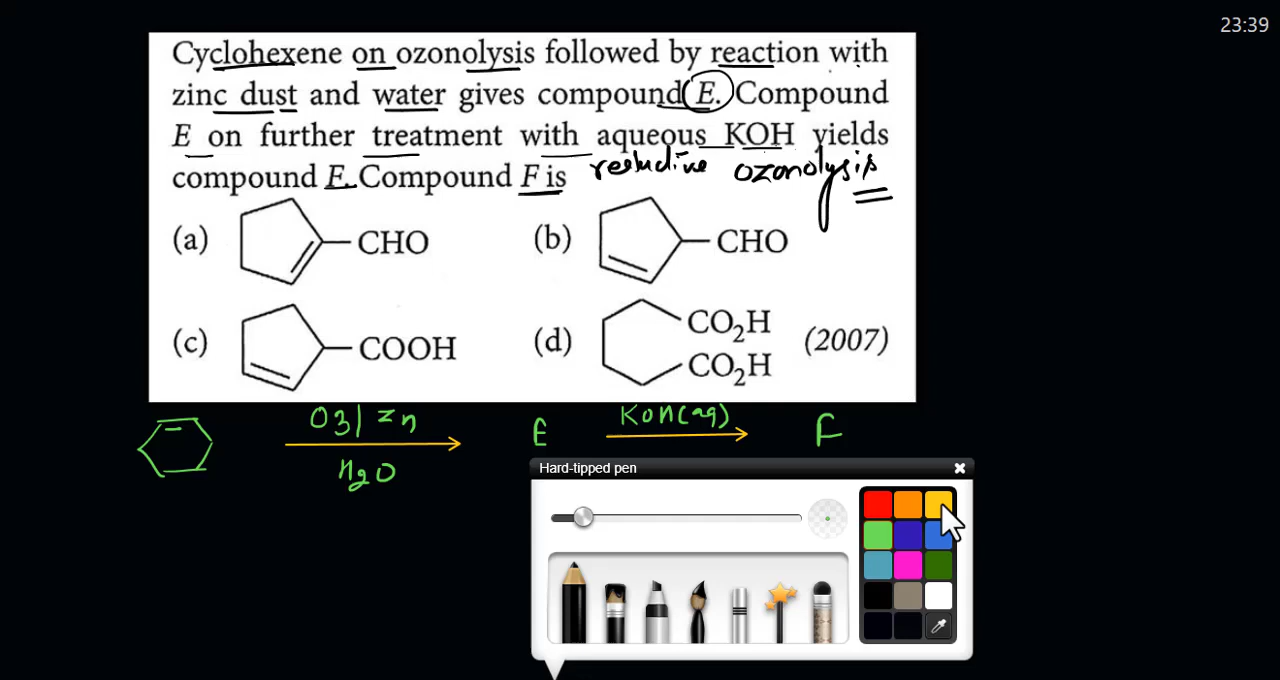 23:39
Cyclohexene on ozonolysis followed by reaction with
zinc dust and water gives compound E. Compound
E on further treatment with aqueous KOH yields
compound F. Compound F is
reductive ozonolysis
(a) CHO
(b) CHO
(c) COOH
(d) CO₂H
CO₂H
(2007)
O3/Zn
H2O
E
KOH(aq)
F
Hard-tipped pen